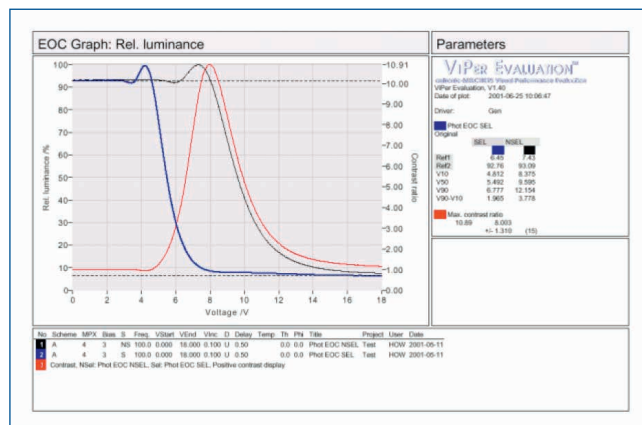 EOC Graph: Rel. luminance
Parameters
100
90
80
70
60
50
40
30
20
10
0
Rel. luminance /%
0 2 4 6 8 10 12 14 16 18
Voltage /V
10.91
10.00
9.00
8.00
7.00
6.00
5.00
4.00
3.00
2.00
1.00
0.00
Contrast ratio
VIPer EVALUATION™
ViPer Evaluation, V1.40
Date of plot: 2001-06-25 10:06:47
Driver: Gen
Phot EOC SEL
Original
SEL NSEL
Ref1 6.45 7.43
Ref2 92.76 93.09
V10 4.812 8.375
V50 5.492 9.595
V90 6.777 12.154
V90-V10 1.965 3.778
Max. contrast ratio
10.89 8.003
+/- 1.310 (15)
No Scheme MPX Bias S Freq. VStart VEnd VInc D Delay Temp Th Phi Title Project User Date
1 A 4 3 NS 100.0 0.000 18.000 0.100 U 0.50 0.0 0.0 Phot EOC NSEL Test HOW 2001-05-11
2 A 4 3 S 100.0 0.000 18.000 0.100 U 0.50 0.0 0.0 Phot EOC SEL Test HOW 2001-05-11
Contrast, NSel: Phot EOC NSEL, Sel: Phot EOC SEL, Positive contrast display